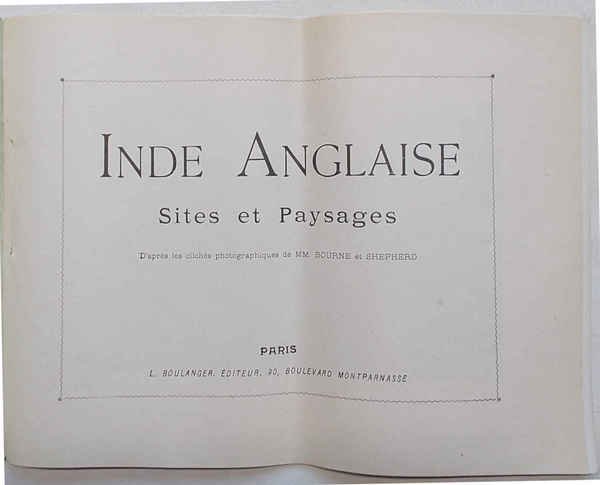 INDE ANGLAISE
Sites et Paysages
D'après les clichés photographiques de MM. BOURNE et SHEPHERD
PARIS
L. BOULANGER, ÉDITEUR, 90, BOULEVARD MONTPARNASSE